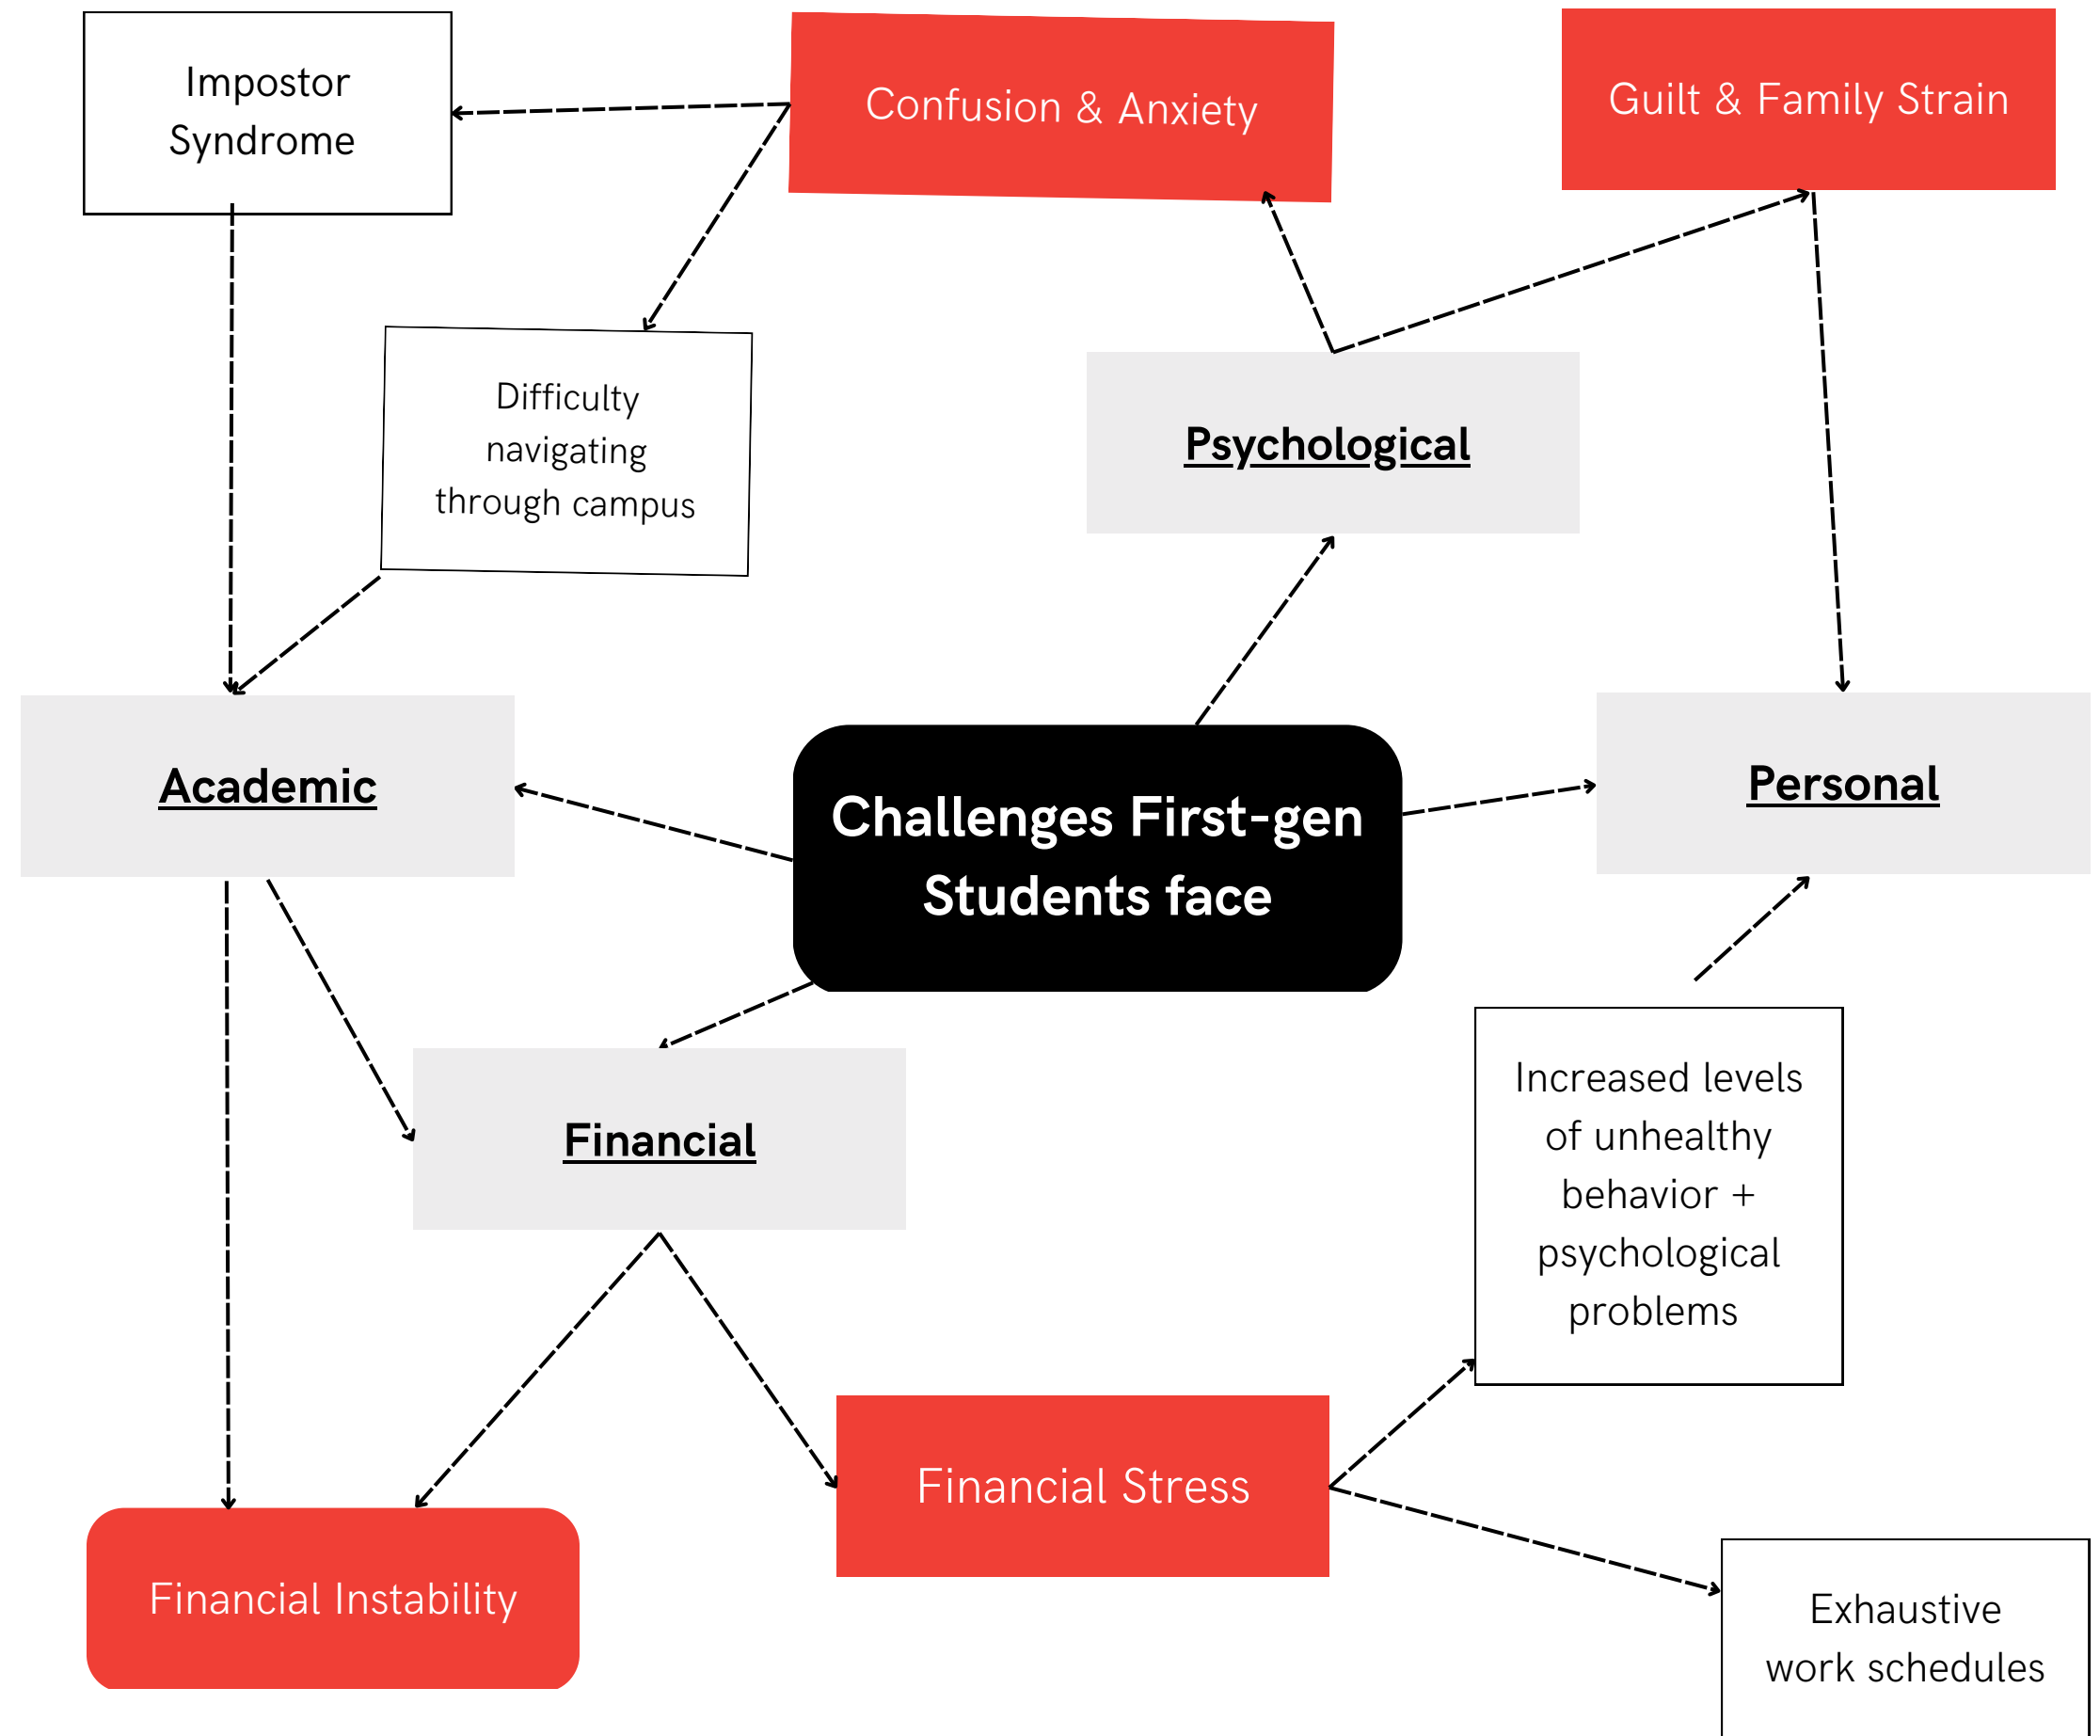 Impostor
Syndrome
Confusion & Anxiety
Guilt & Family Strain
Difficulty
navigating
through campus
Psychological
Academic
Challenges First-gen
Students face
Personal
Financial
Increased levels
of unhealthy
behavior +
psychological
problems
Financial Stress
Financial Instability
Exhaustive
work schedules